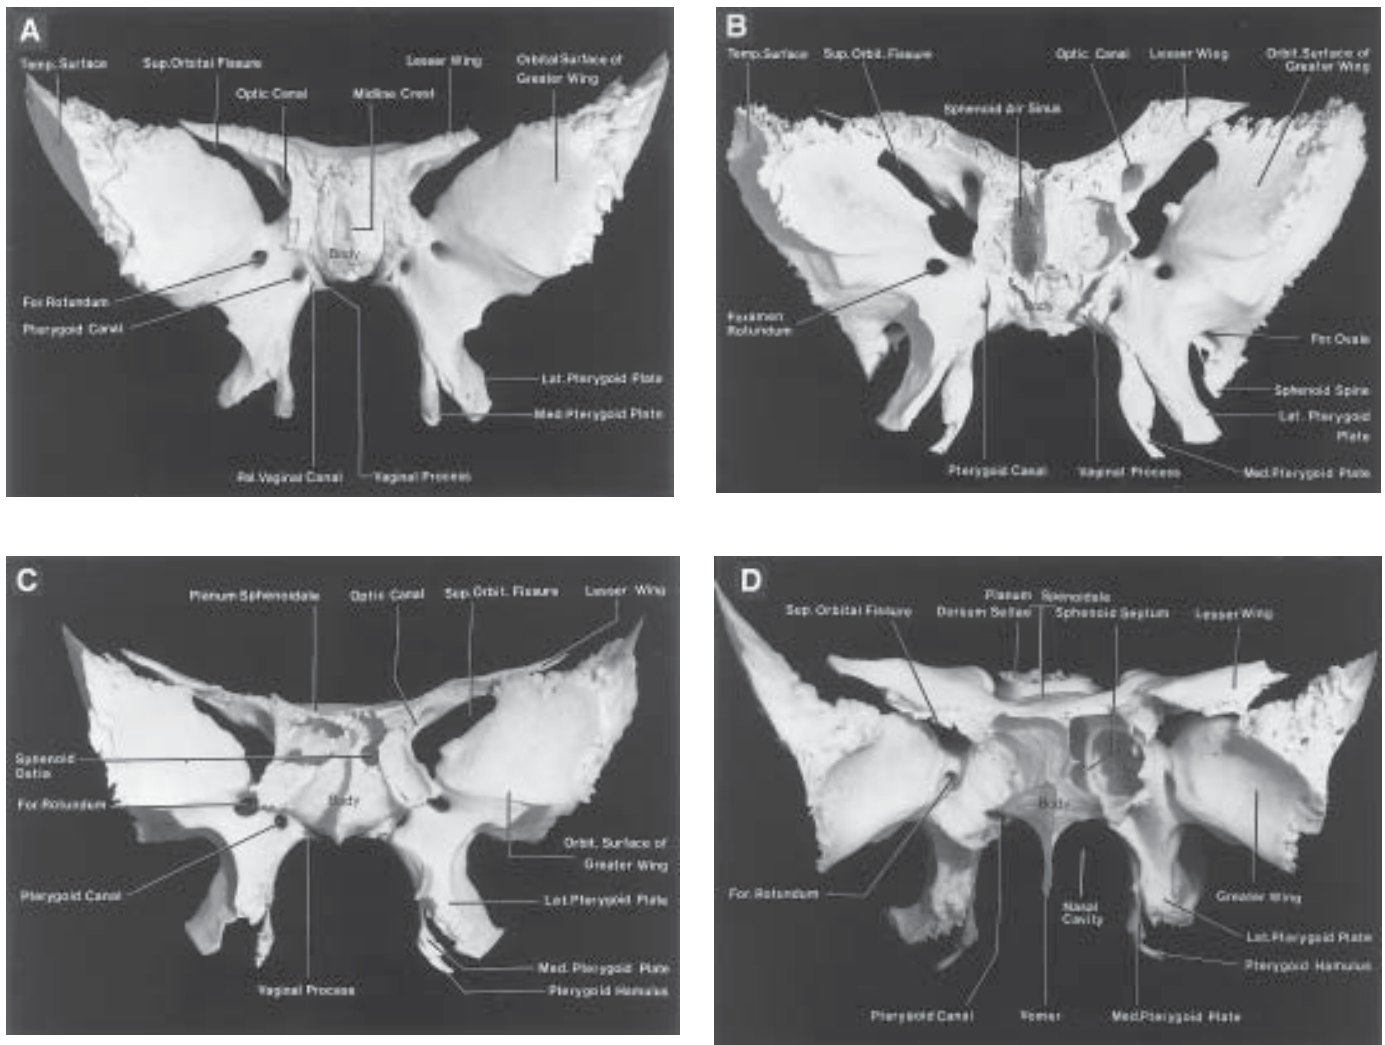 A
Temp. Surface
Sup. Orbital Fissure
Lesser Wing
Orbital Surface of
Greater Wing
Optic Canal
Midline Crest
Body
For. Rotundum
Pterygoid Canal
Lat. Pterygoid Plate
Med. Pterygoid Plate
Pal. Vaginal Canal
Vaginal Process
B
Temp. Surface
Sup. Orbit. Fissure
Optic Canal
Lesser Wing
Orbit. Surface of
Greater Wing
Sphenoid Air Sinus
Body
Foramen
Rotundum
For. Ovale
Sphenoid Spine
Lat. Pterygoid
Plate
Pterygoid Canal
Vaginal Process
Med. Pterygoid Plate
C
Planum Sphenoidale
Optic Canal
Sup. Orbit. Fissure
Lesser Wing
Sphenoid
Ostia
For. Rotundum
Body
Orbit. Surface of
Greater Wing
Pterygoid Canal
Lat. Pterygoid Plate
Med. Pterygoid Plate
Vaginal Process
Pterygoid Hamulus
D
Planum Spenoidale
Sup. Orbital Fissure
Dorsum Sellae
Sphenoid Septum
Lesser Wing
Body
For. Rotundum
Nasal
Cavity
Greater Wing
Lat. Pterygoid Plate
Pterygoid Hamulus
Pterygoid Canal
Vomer
Med. Pterygoid Plate